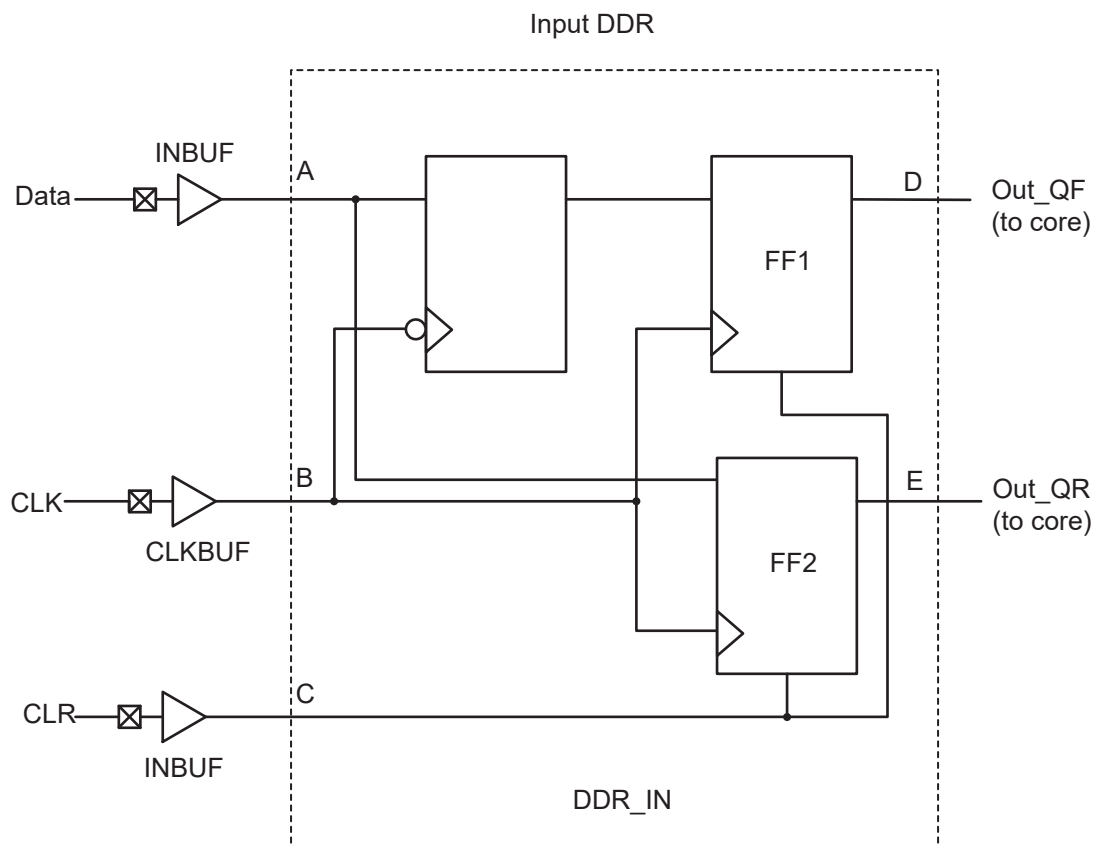 Input DDR
INBUF
A
Data
D
Out_QF
(to core)
FF1
B
CLK
CLKBUF
E
Out_QR
(to core)
FF2
C
CLR
INBUF
DDR_IN